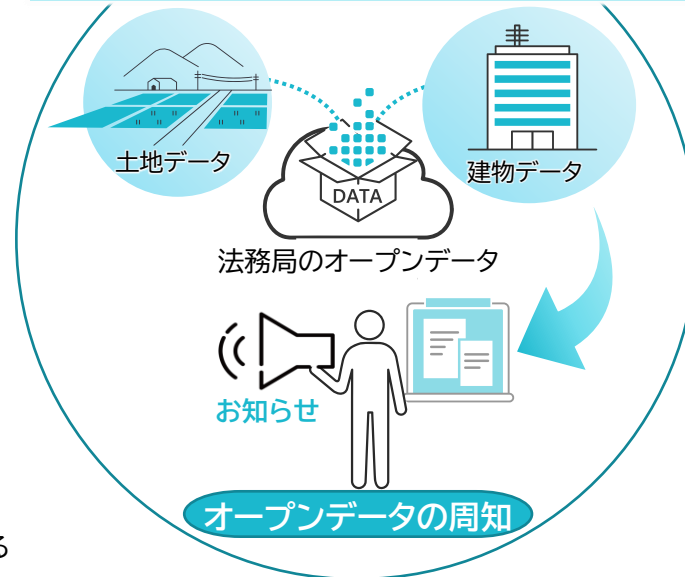 土地データ
建物データ
DATA
法務局のオープンデータ
お知らせ
オープンデータの周知
る